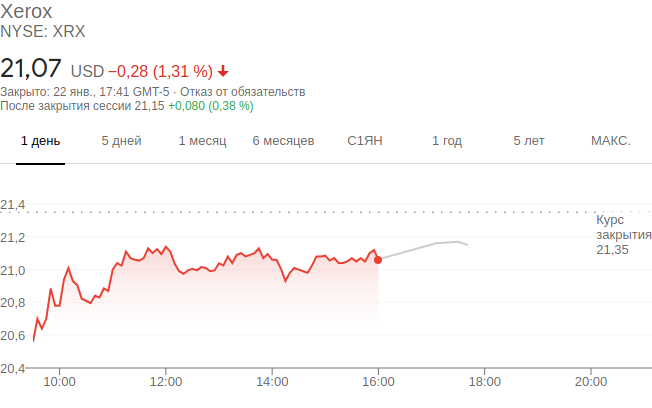 Xerox
NYSE: XRX
21,07 USD −0,28 (1,31 %)
Закрыто: 22 янв., 17:41 GMT-5 · Отказ от обязательств
После закрытия сессии 21,15 +0,080 (0,38 %)
1 день 5 дней 1 месяц 6 месяцев С1ЯН 1 год 5 лет МАКС.
21,4
Курс
закрытия
21,35
21,2
21,0
20,8
20,6
20,4
10:00 12:00 14:00 16:00 18:00 20:00